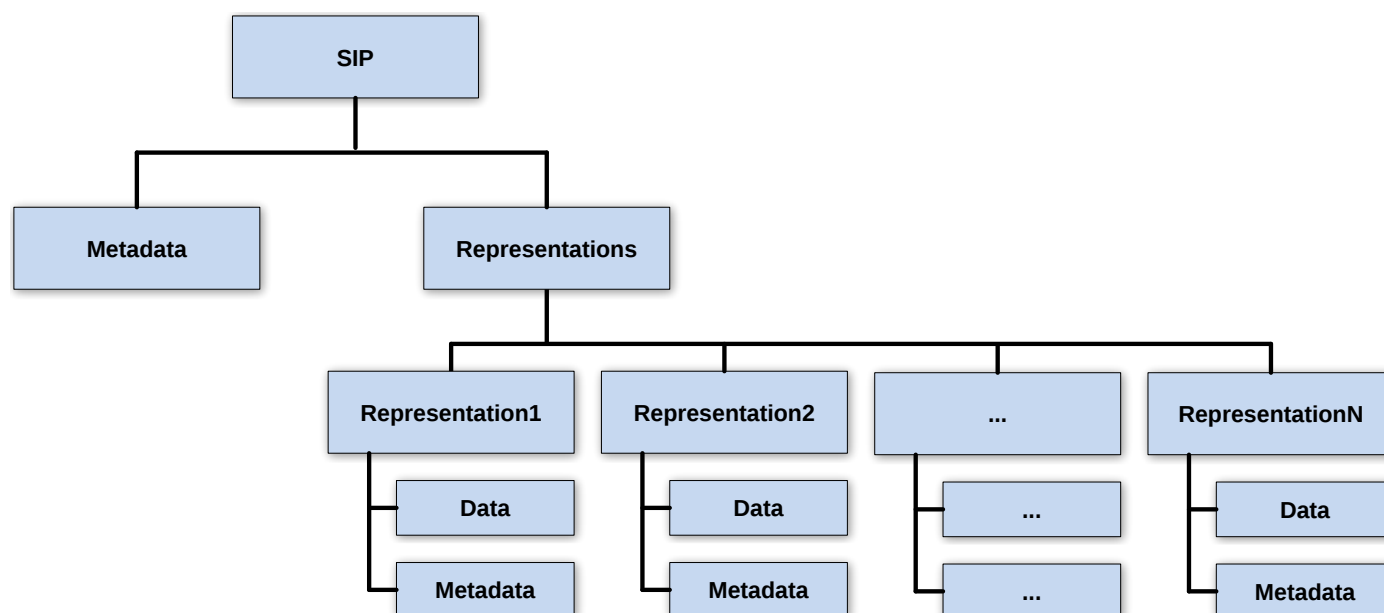 SIP
Metadata
Representations
Representation1
Representation2
...
RepresentationN
Data
Data
...
Data
Metadata
Metadata
...
Metadata